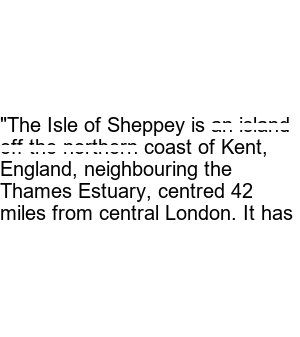 "The Isle of Sheppey is an island
off the northern coast of Kent,
England, neighbouring the
Thames Estuary, centred 42
miles from central London. It has